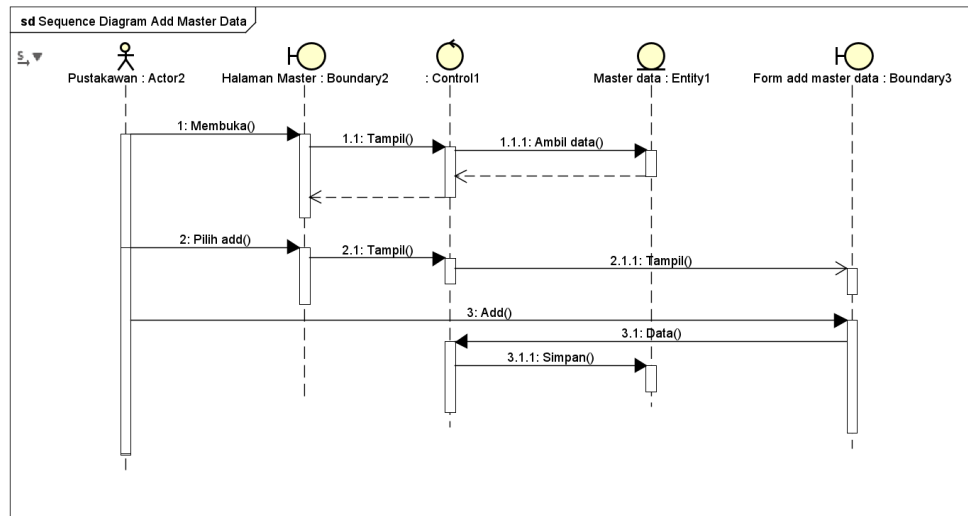 sd Sequence Diagram Add Master Data
S
Pustakawan : Actor2
Halaman Master : Boundary2
: Control1
Master data : Entity1
Form add master data : Boundary3
1: Membuka()
1.1: Tampil()
1.1.1: Ambil data()
2: Pilih add()
2.1: Tampil()
2.1.1: Tampil()
3: Add()
3.1: Data()
3.1.1: Simpan()